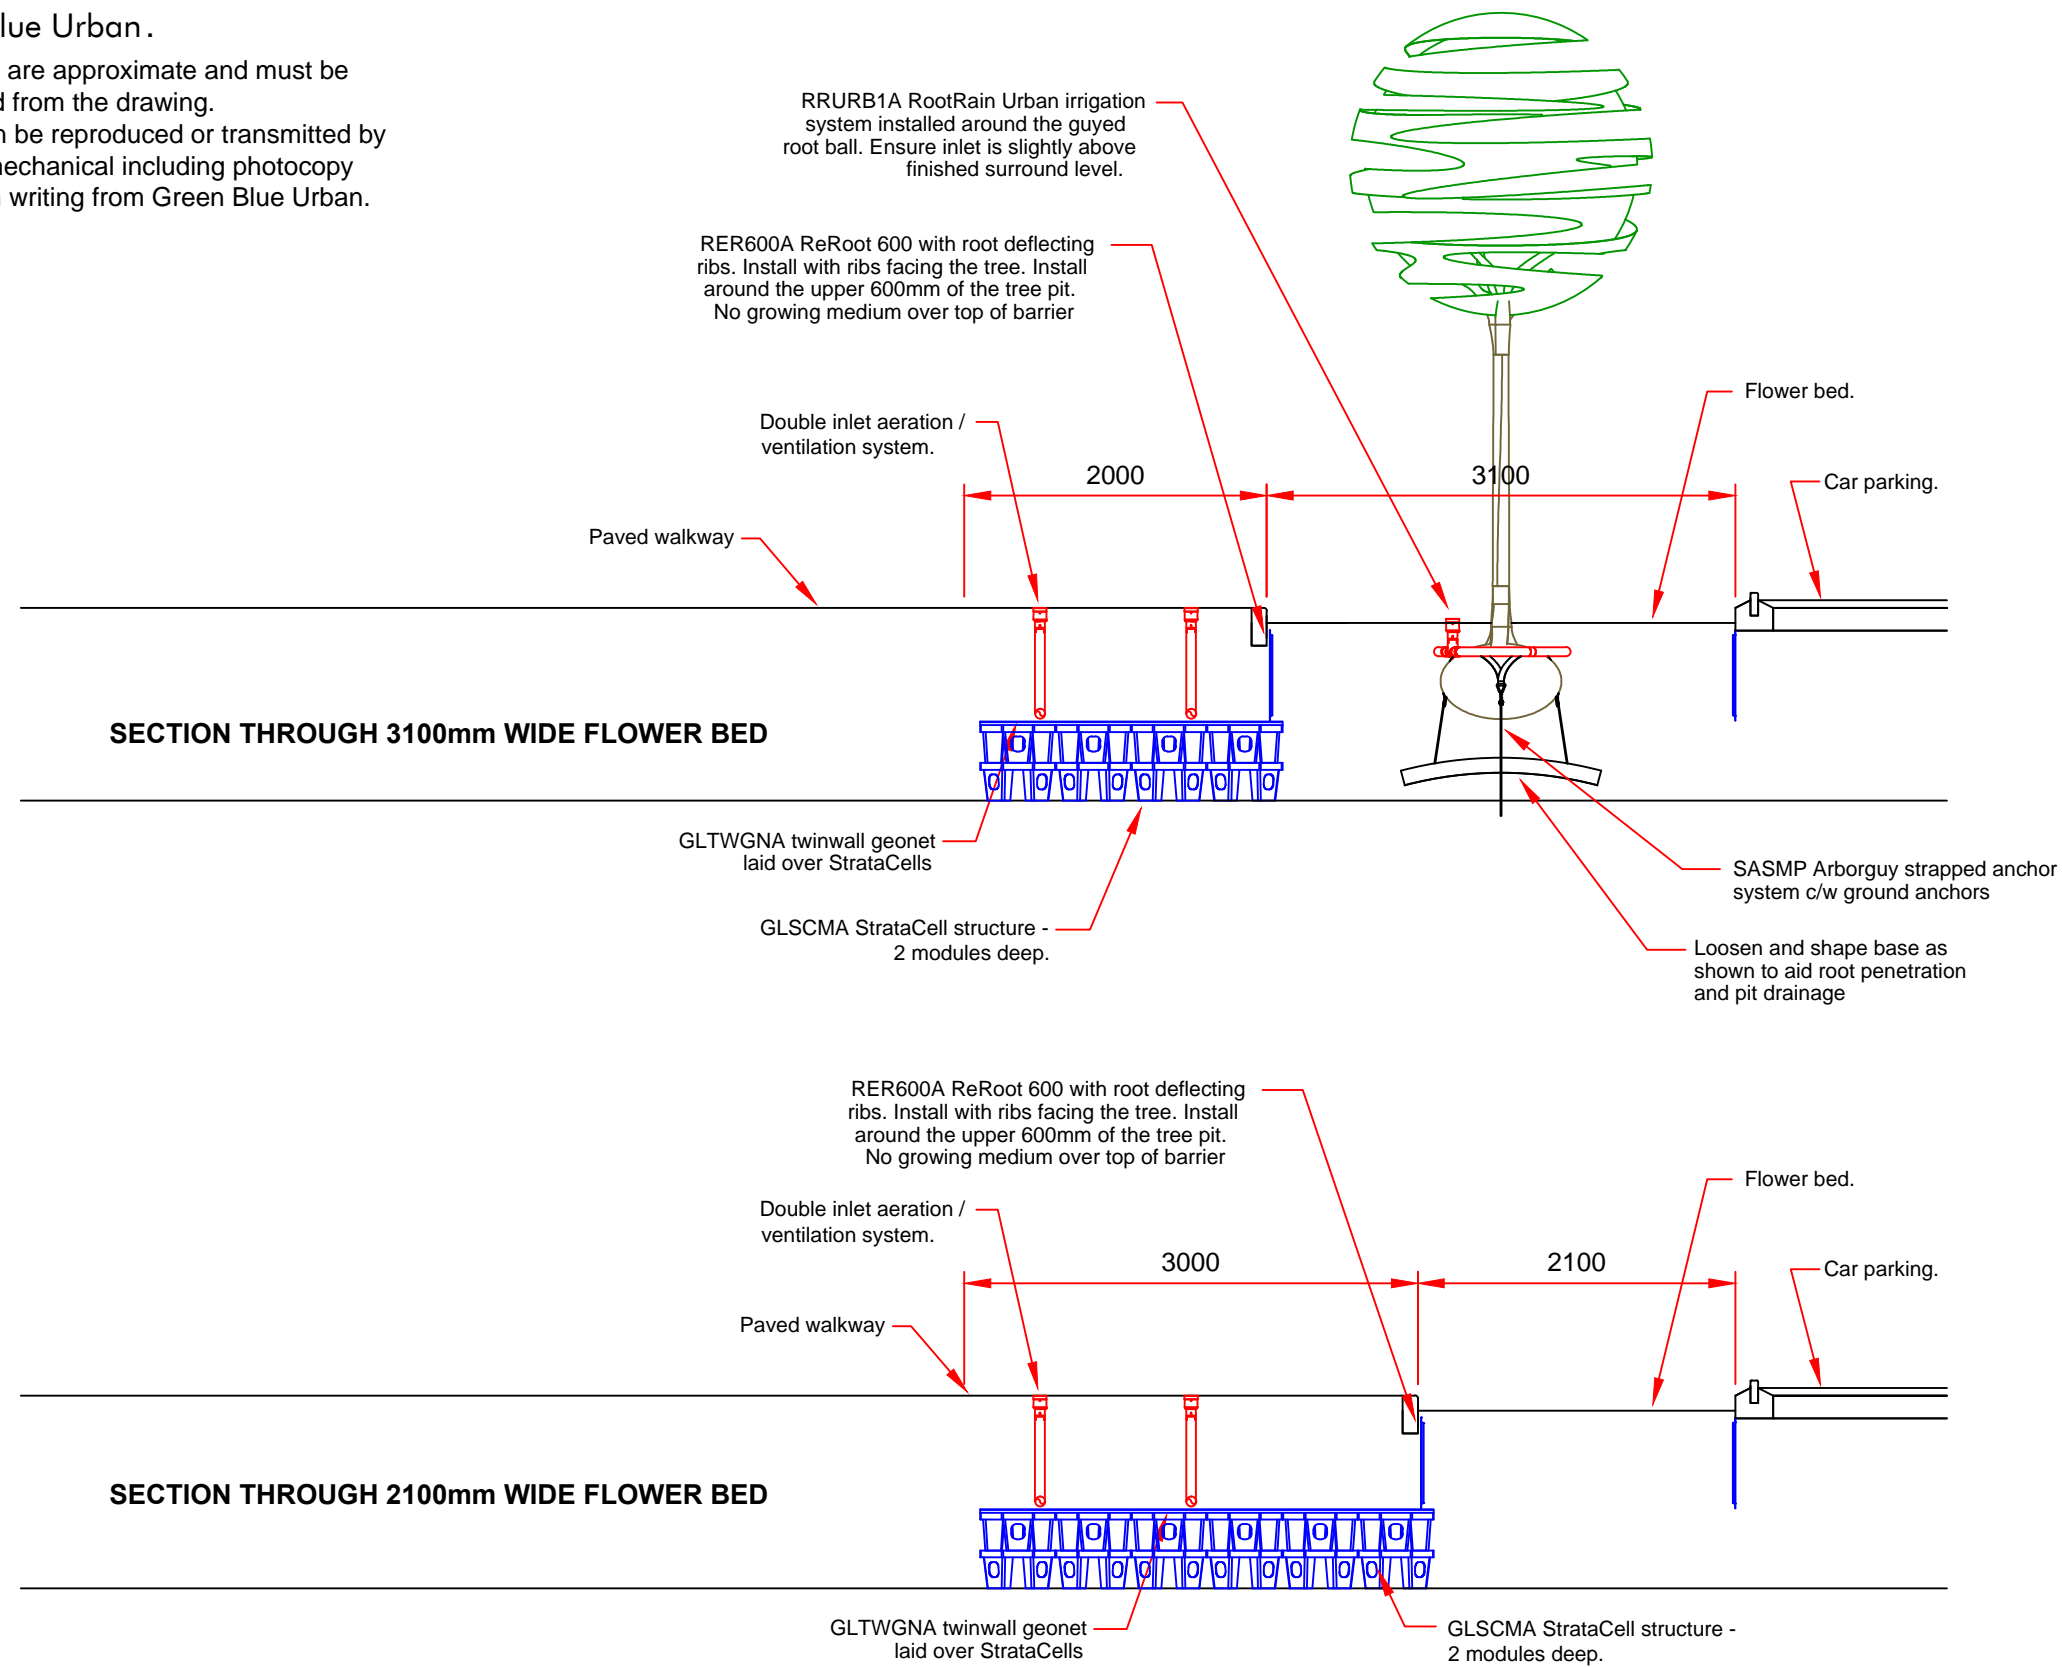 lue Urban.
are approximate and must be
d from the drawing.
n be reproduced or transmitted by
nechanical including photocopy
n writing from Green Blue Urban.
RRURB1A RootRain Urban irrigation
system installed around the guyed
root ball. Ensure inlet is slightly above
finished surround level.
RER600A ReRoot 600 with root deflecting
ribs. Install with ribs facing the tree. Install
around the upper 600mm of the tree pit.
No growing medium over top of barrier
Flower bed.
Double inlet aeration /
ventilation system.
2000
3100
Car parking.
Paved walkway
SECTION THROUGH 3100mm WIDE FLOWER BED
GLTWGNA twinwall geonet
laid over StrataCells
SASMP Arborguy strapped anchor
system c/w ground anchors
GLSCMA StrataCell structure -
2 modules deep.
Loosen and shape base as
shown to aid root penetration
and pit drainage
RER600A ReRoot 600 with root deflecting
ribs. Install with ribs facing the tree. Install
around the upper 600mm of the tree pit.
No growing medium over top of barrier
Flower bed.
Double inlet aeration /
ventilation system.
3000
2100
Car parking.
Paved walkway
SECTION THROUGH 2100mm WIDE FLOWER BED
GLTWGNA twinwall geonet
laid over StrataCells
GLSCMA StrataCell structure -
2 modules deep.